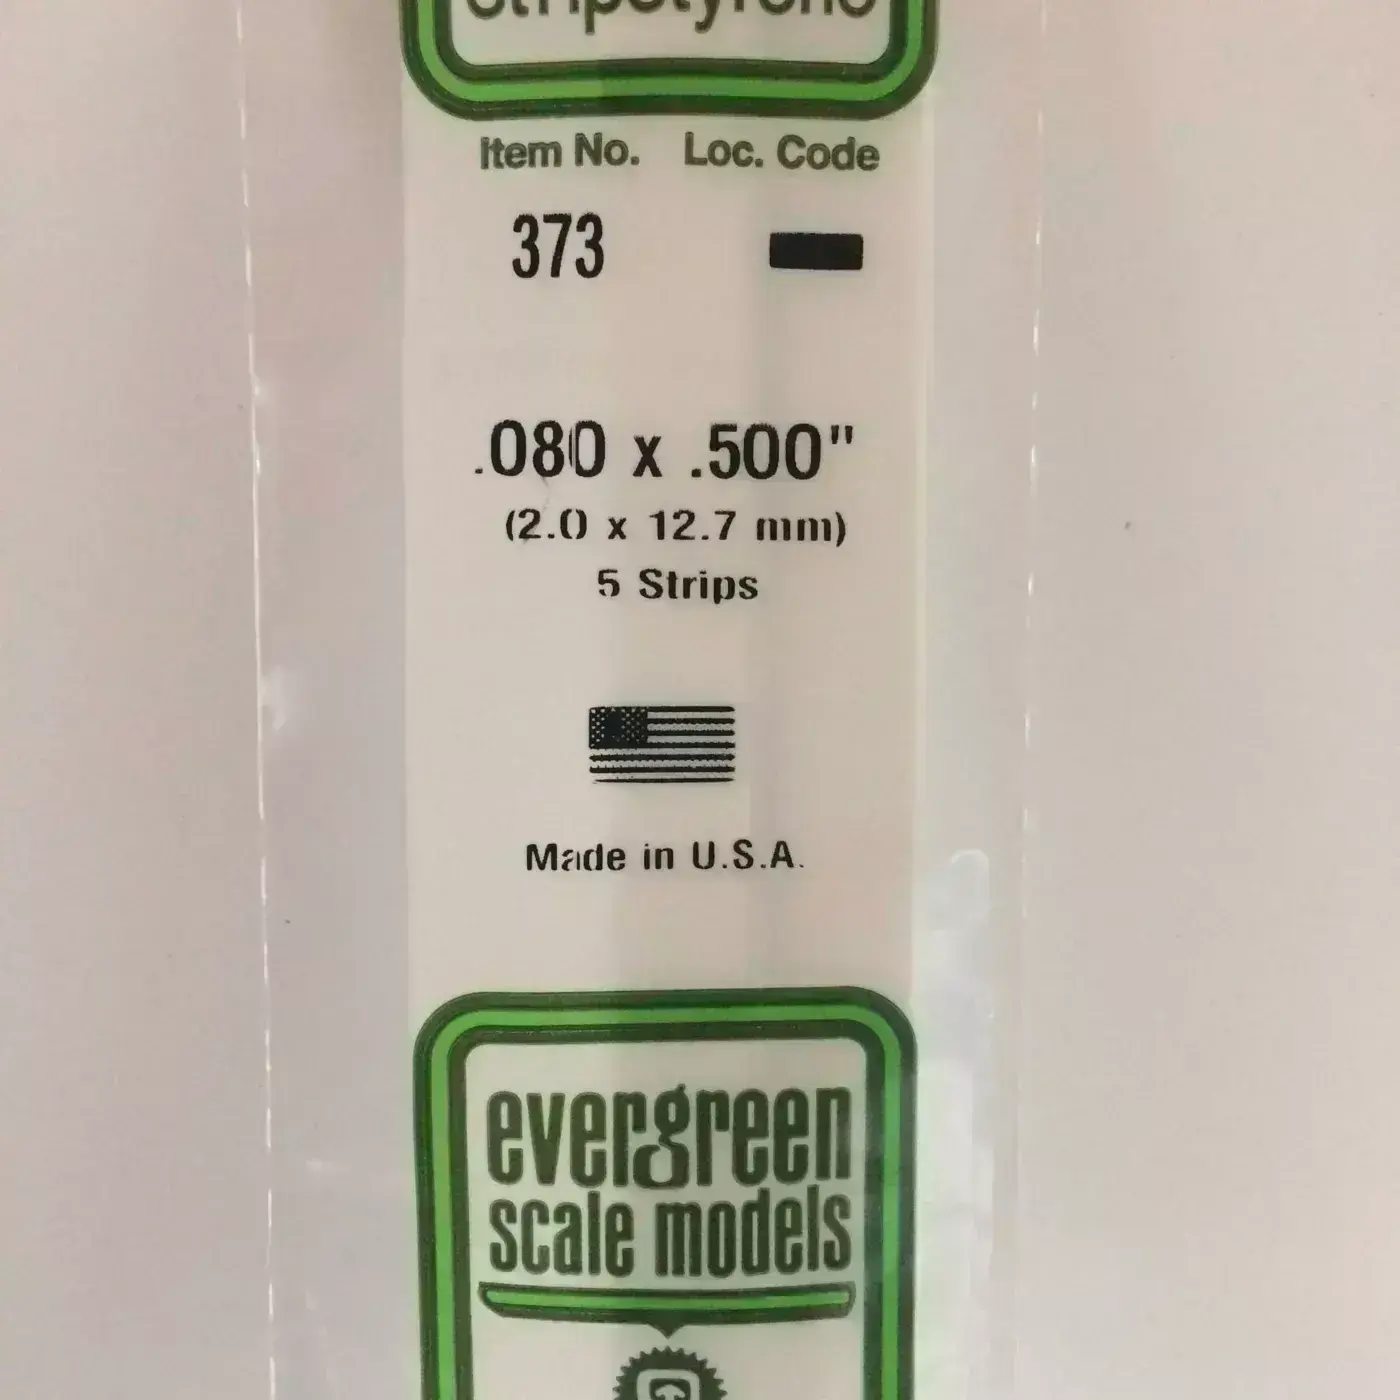 stripstyrene
Item No. Loc. Code
373
.080 x .500"
(2.0 x 12.7 mm)
5 Strips
Made in U.S.A.
evergreen
scale models